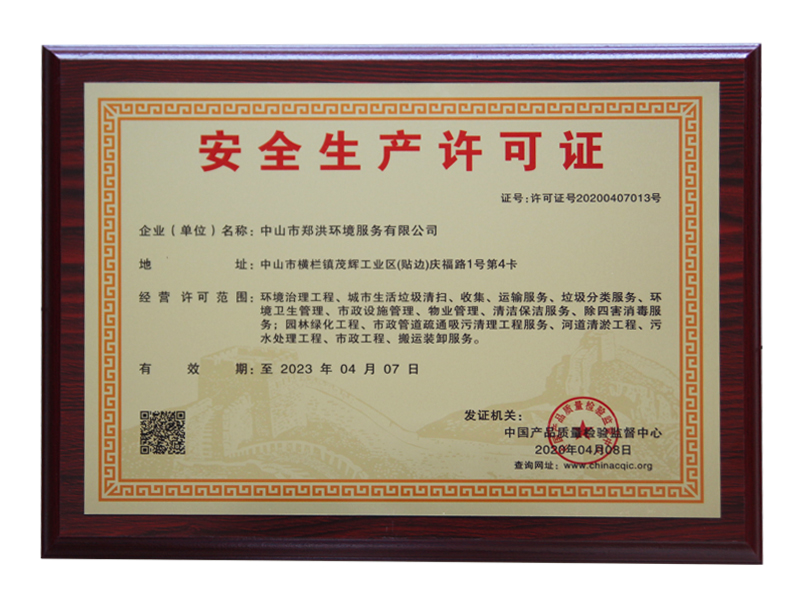 安全生产许可证
证号：许可证号20200407013号
企业（单位）名称：中山市郑洪环境服务有限公司
地 址：中山市横栏镇茂辉工业区(贴边)庆福路1号第4卡
经营 许可范围：环境治理工程、城市生活垃圾清扫、收集、运输服务、垃圾分类服务、环
境卫生管理、市政设施管理、物业管理、清洁保洁服务、除四害消毒服
务；园林绿化工程、市政管道疏通吸污清理工程服务、河道清淤工程、污
水处理工程、市政工程、搬运装卸服务。
有 效 期：至 2023 年 04 月 07 日
发证机关：
中国产品质量检验监督中心
2020年04月08日
查询网址：www.chinacqic.org